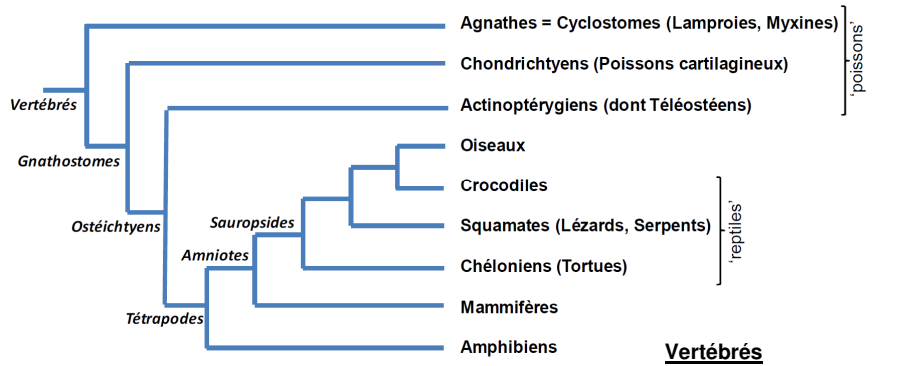 Agnathes = Cyclostomes (Lamproies, Myxines)
Chondrichtyens (Poissons cartilagineux)
Actinoptérygiens (dont Téléostéens)
'poissons'
Vertébrés
Gnathostomes
Ostéichtyens
Tétrapodes
Amniotes
Sauropsides
Oiseaux
Crocodiles
Squamates (Lézards, Serpents)
Chéloniens (Tortues)
'reptiles'
Mammifères
Amphibiens
Vertébrés